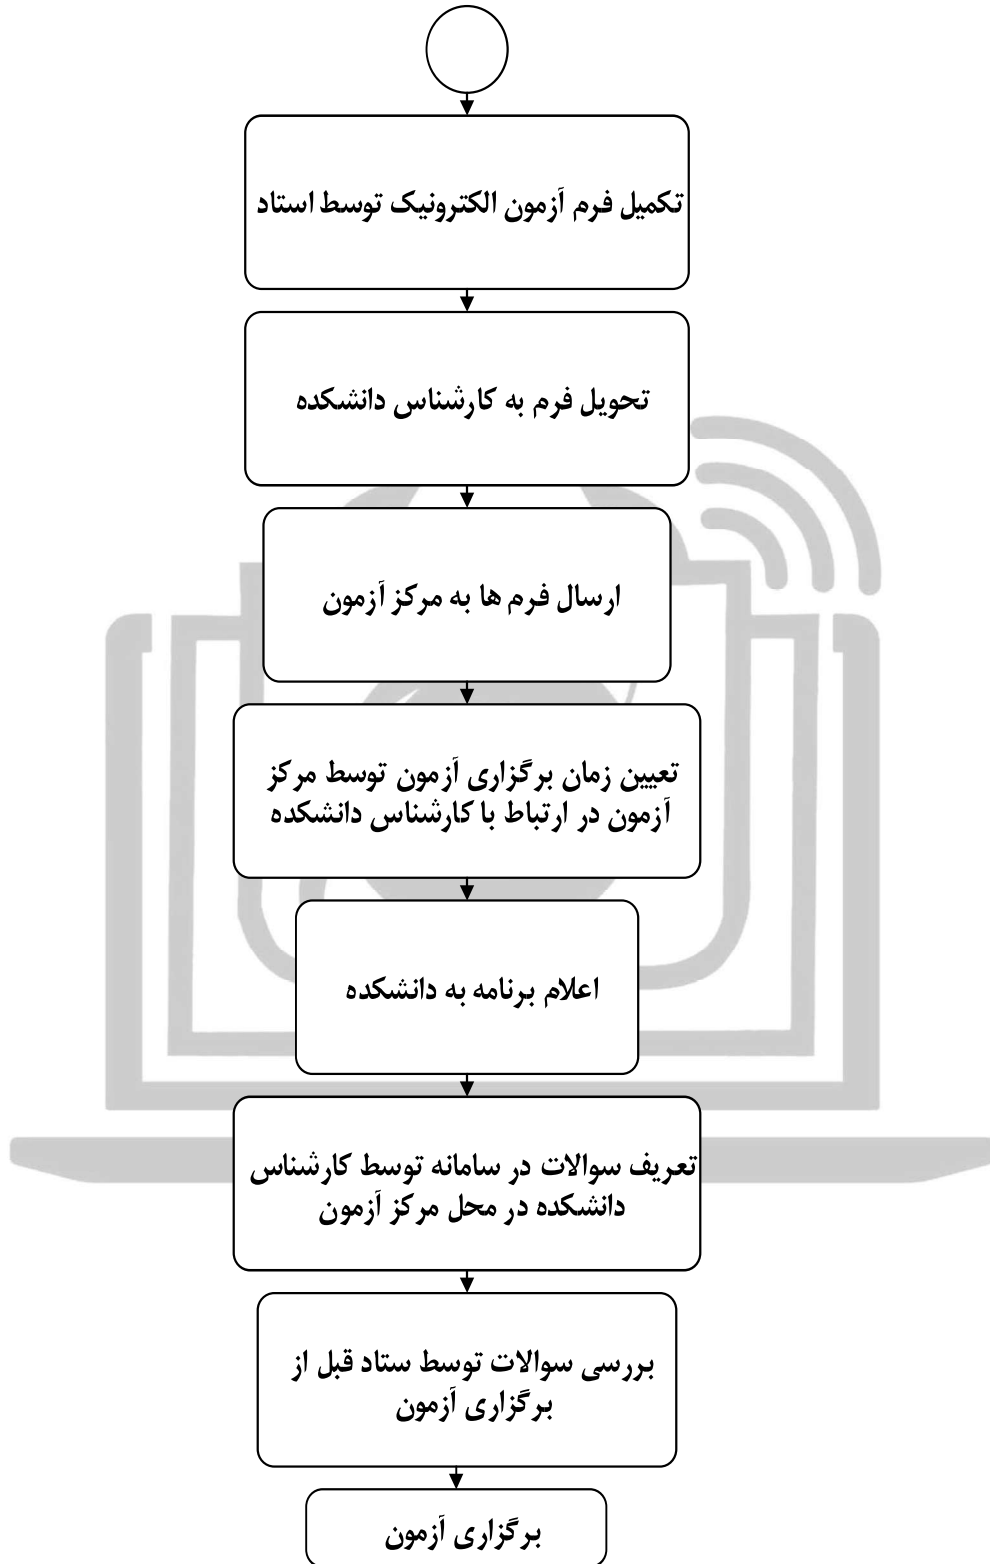 تکمیل فرم آزمون الکترونیک توسط استاد
تحویل فرم به کارشناس دانشکده
ارسال فرم ها به مرکز آزمون
تعیین زمان برگزاری آزمون توسط مرکز
آزمون در ارتباط با کارشناس دانشکده
اعلام برنامه به دانشکده
تعریف سوالات در سامانه توسط کارشناس
دانشکده در محل مرکز آزمون
بررسی سوالات توسط ستاد قبل از
برگزاری آزمون
برگزاری آزمون